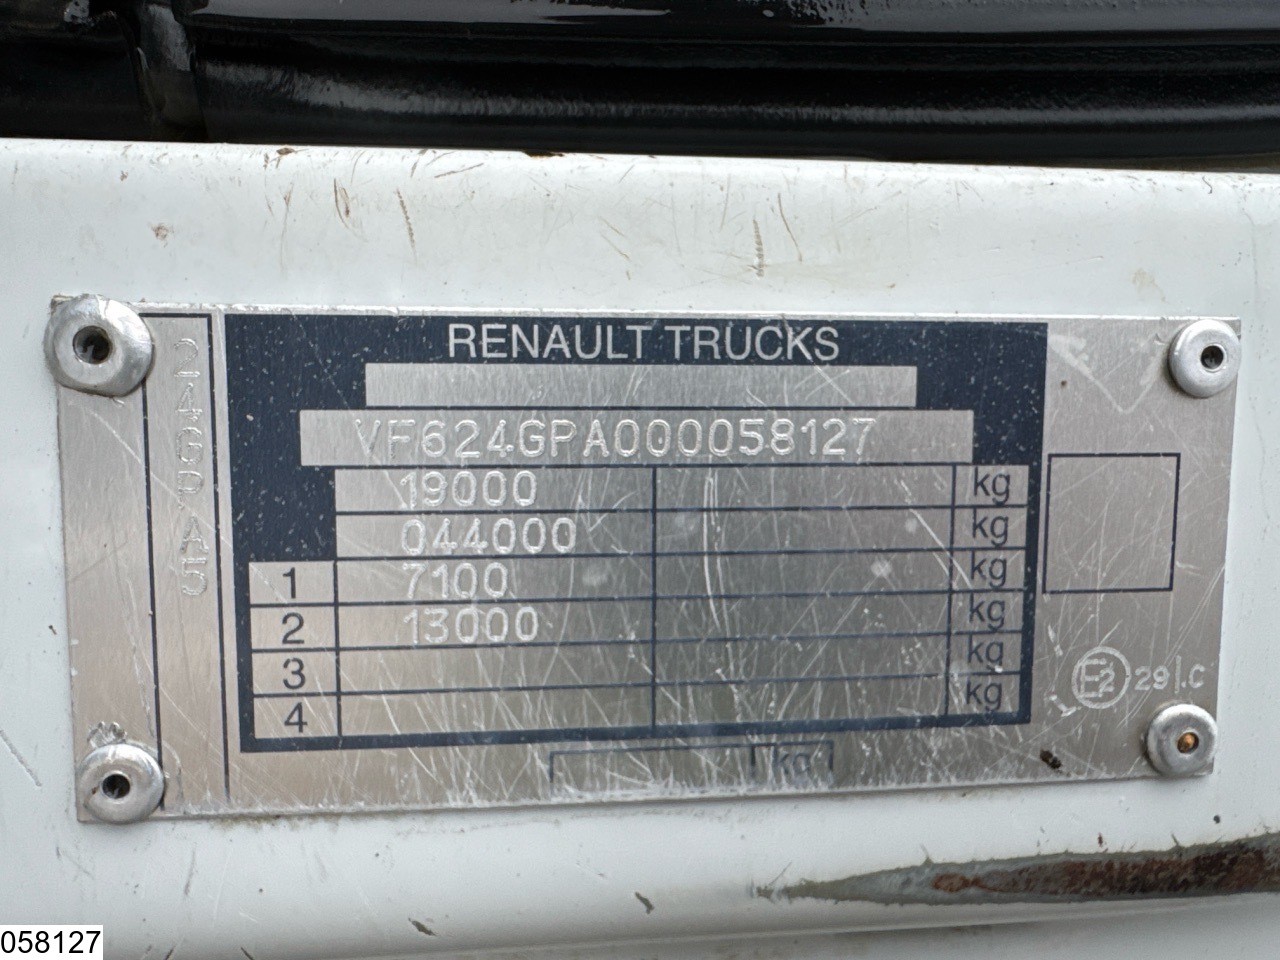 RENAULT TRUCKS
VF624GPA000058127
19000 kg
044000 kg
1 7100 kg
2 13000 kg
3 kg
4 kg
kg
24GPA5
E2 29 I.C
058127